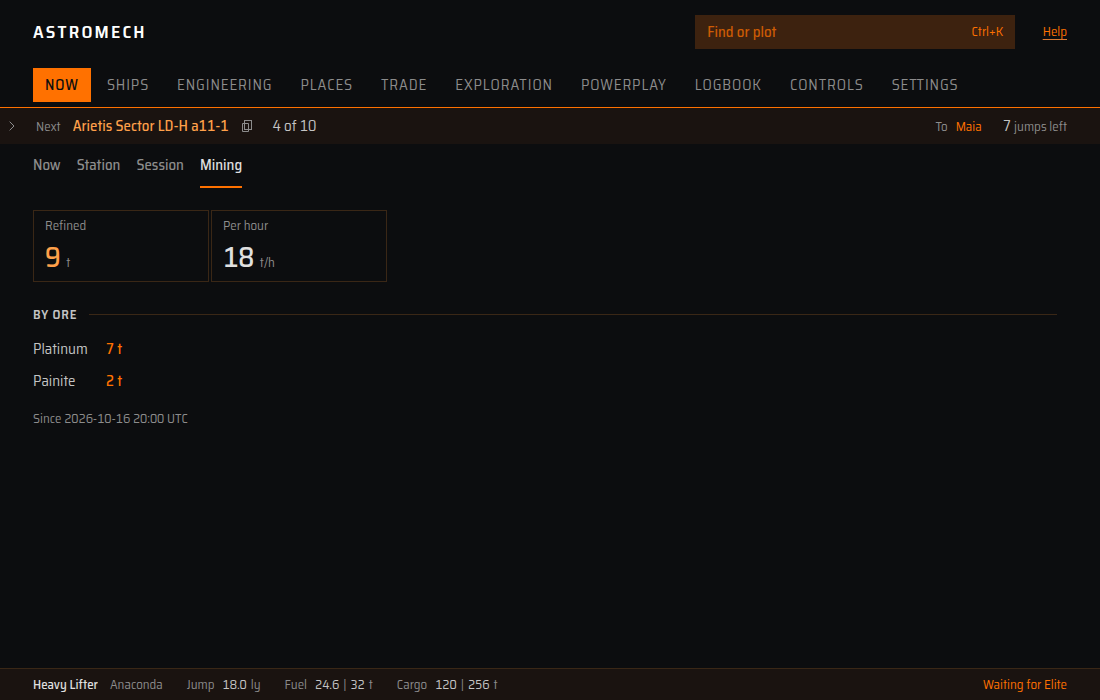 ASTROMECH
Find or plot Ctrl+K Help
NOW SHIPS ENGINEERING PLACES TRADE EXPLORATION POWERPLAY LOGBOOK CONTROLS SETTINGS
Next Arietis Sector LD-H a11-1 4 of 10 To Maia 7 jumps left
Now Station Session Mining
Refined Per hour
9 t 18 t/h
BY ORE
Platinum 7 t
Painite 2 t
Since 2026-10-16 20:00 UTC
Heavy Lifter Anaconda Jump 18.0 ly Fuel 24.6 | 32 t Cargo 120 | 256 t Waiting for Elite